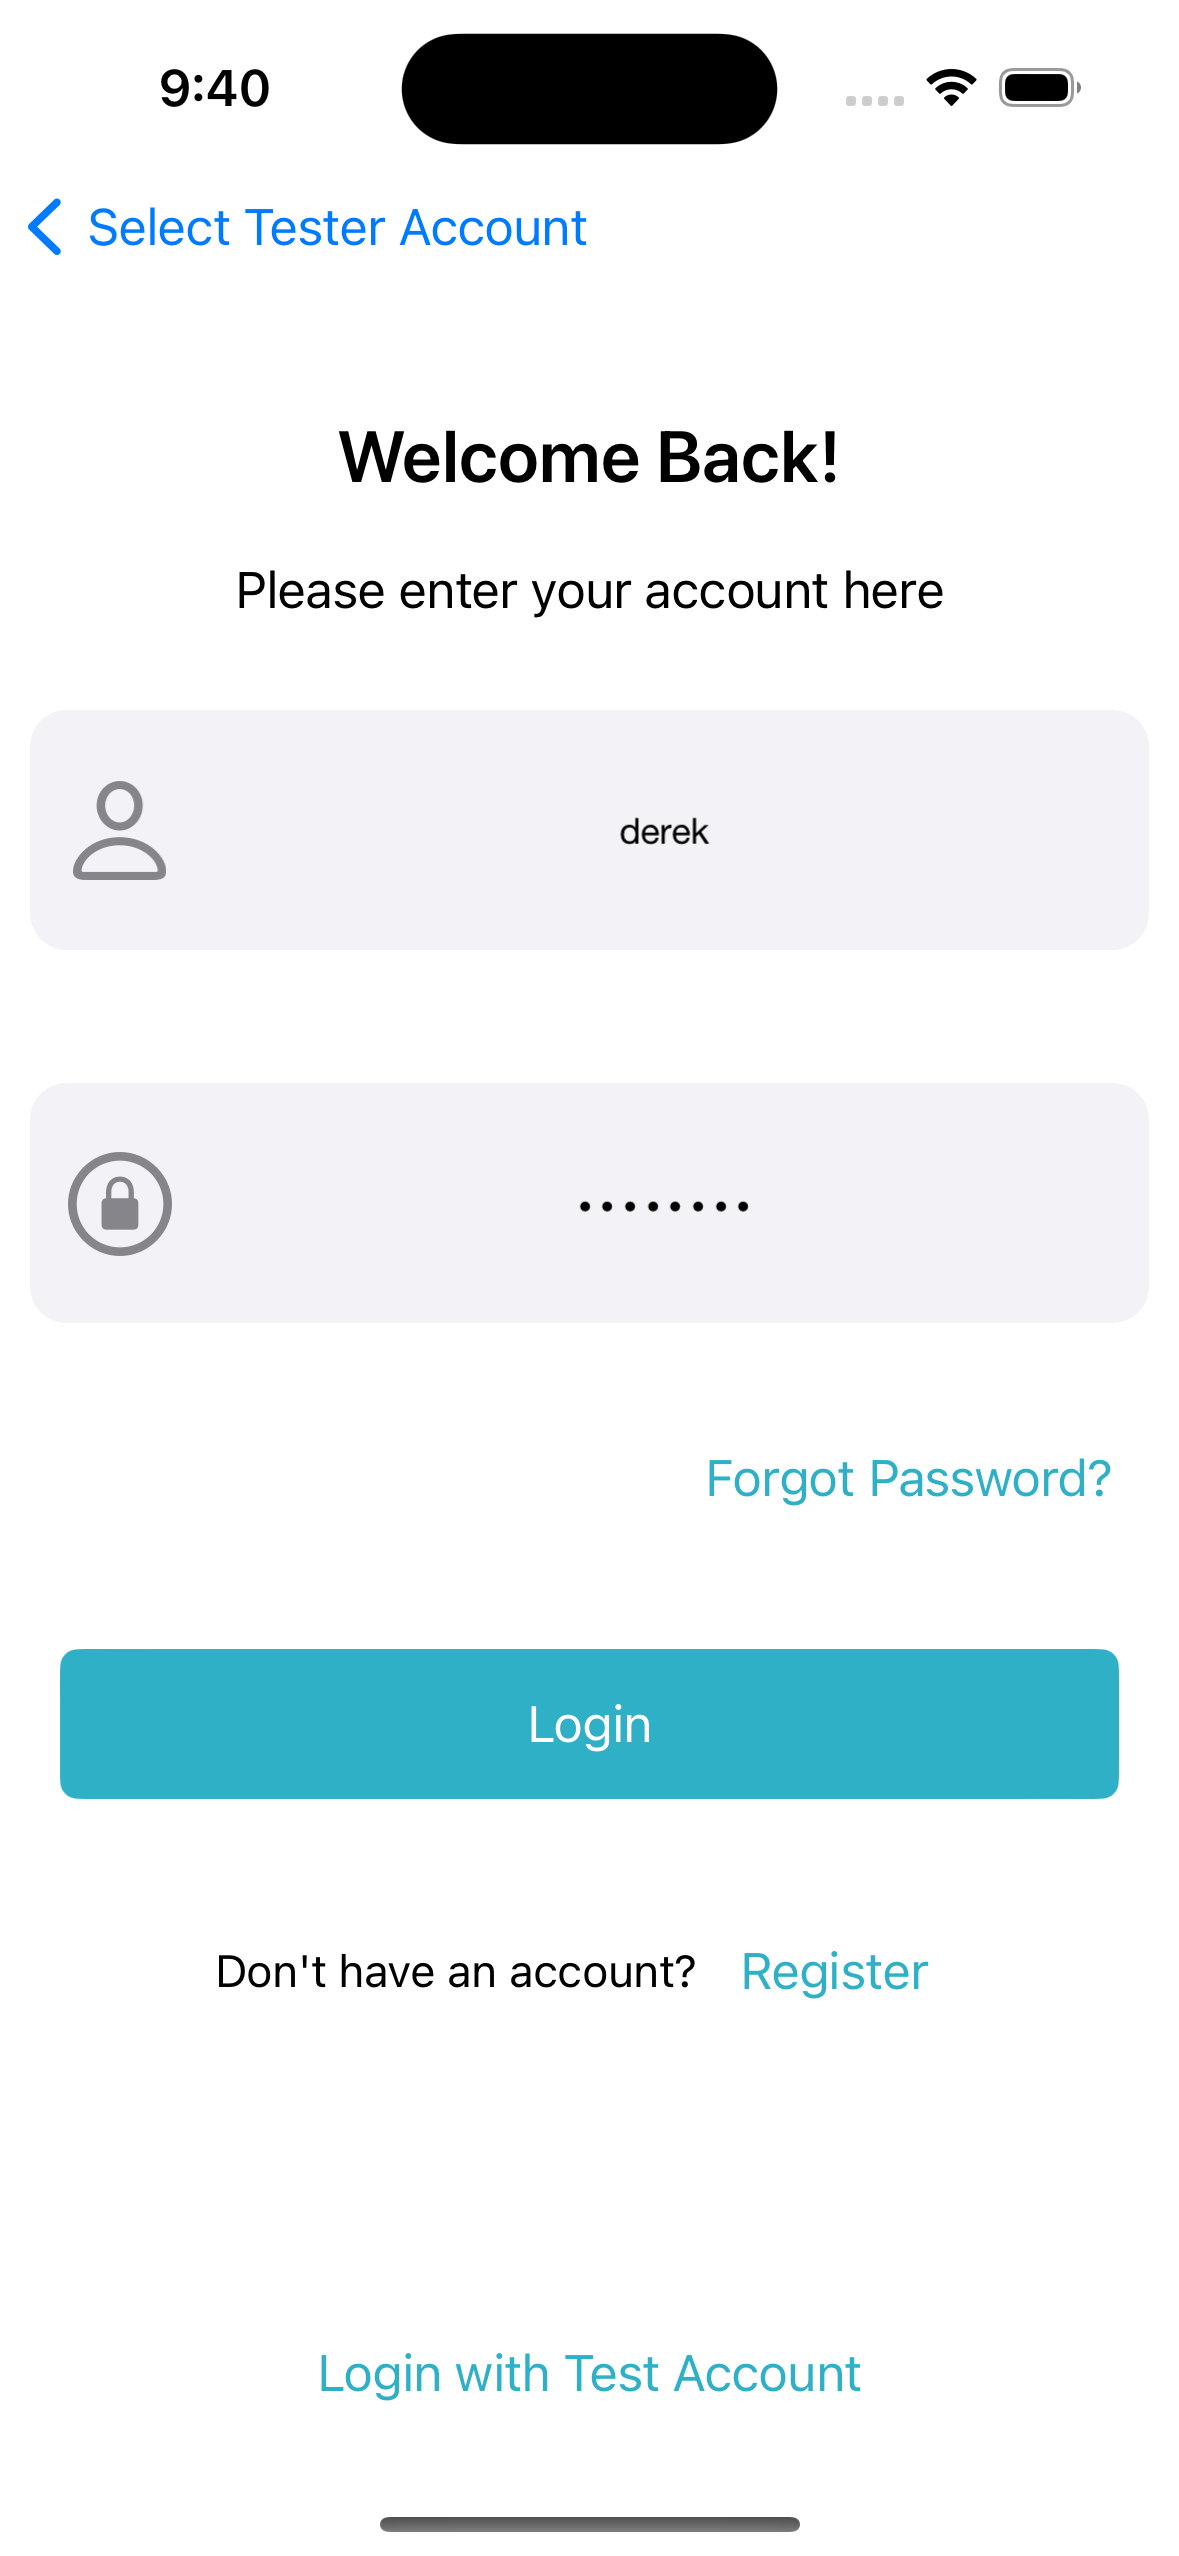 9:40
Select Tester Account
Welcome Back!
Please enter your account here
derek
••••••••
Forgot Password?
Login
Don't have an account? Register
Login with Test Account